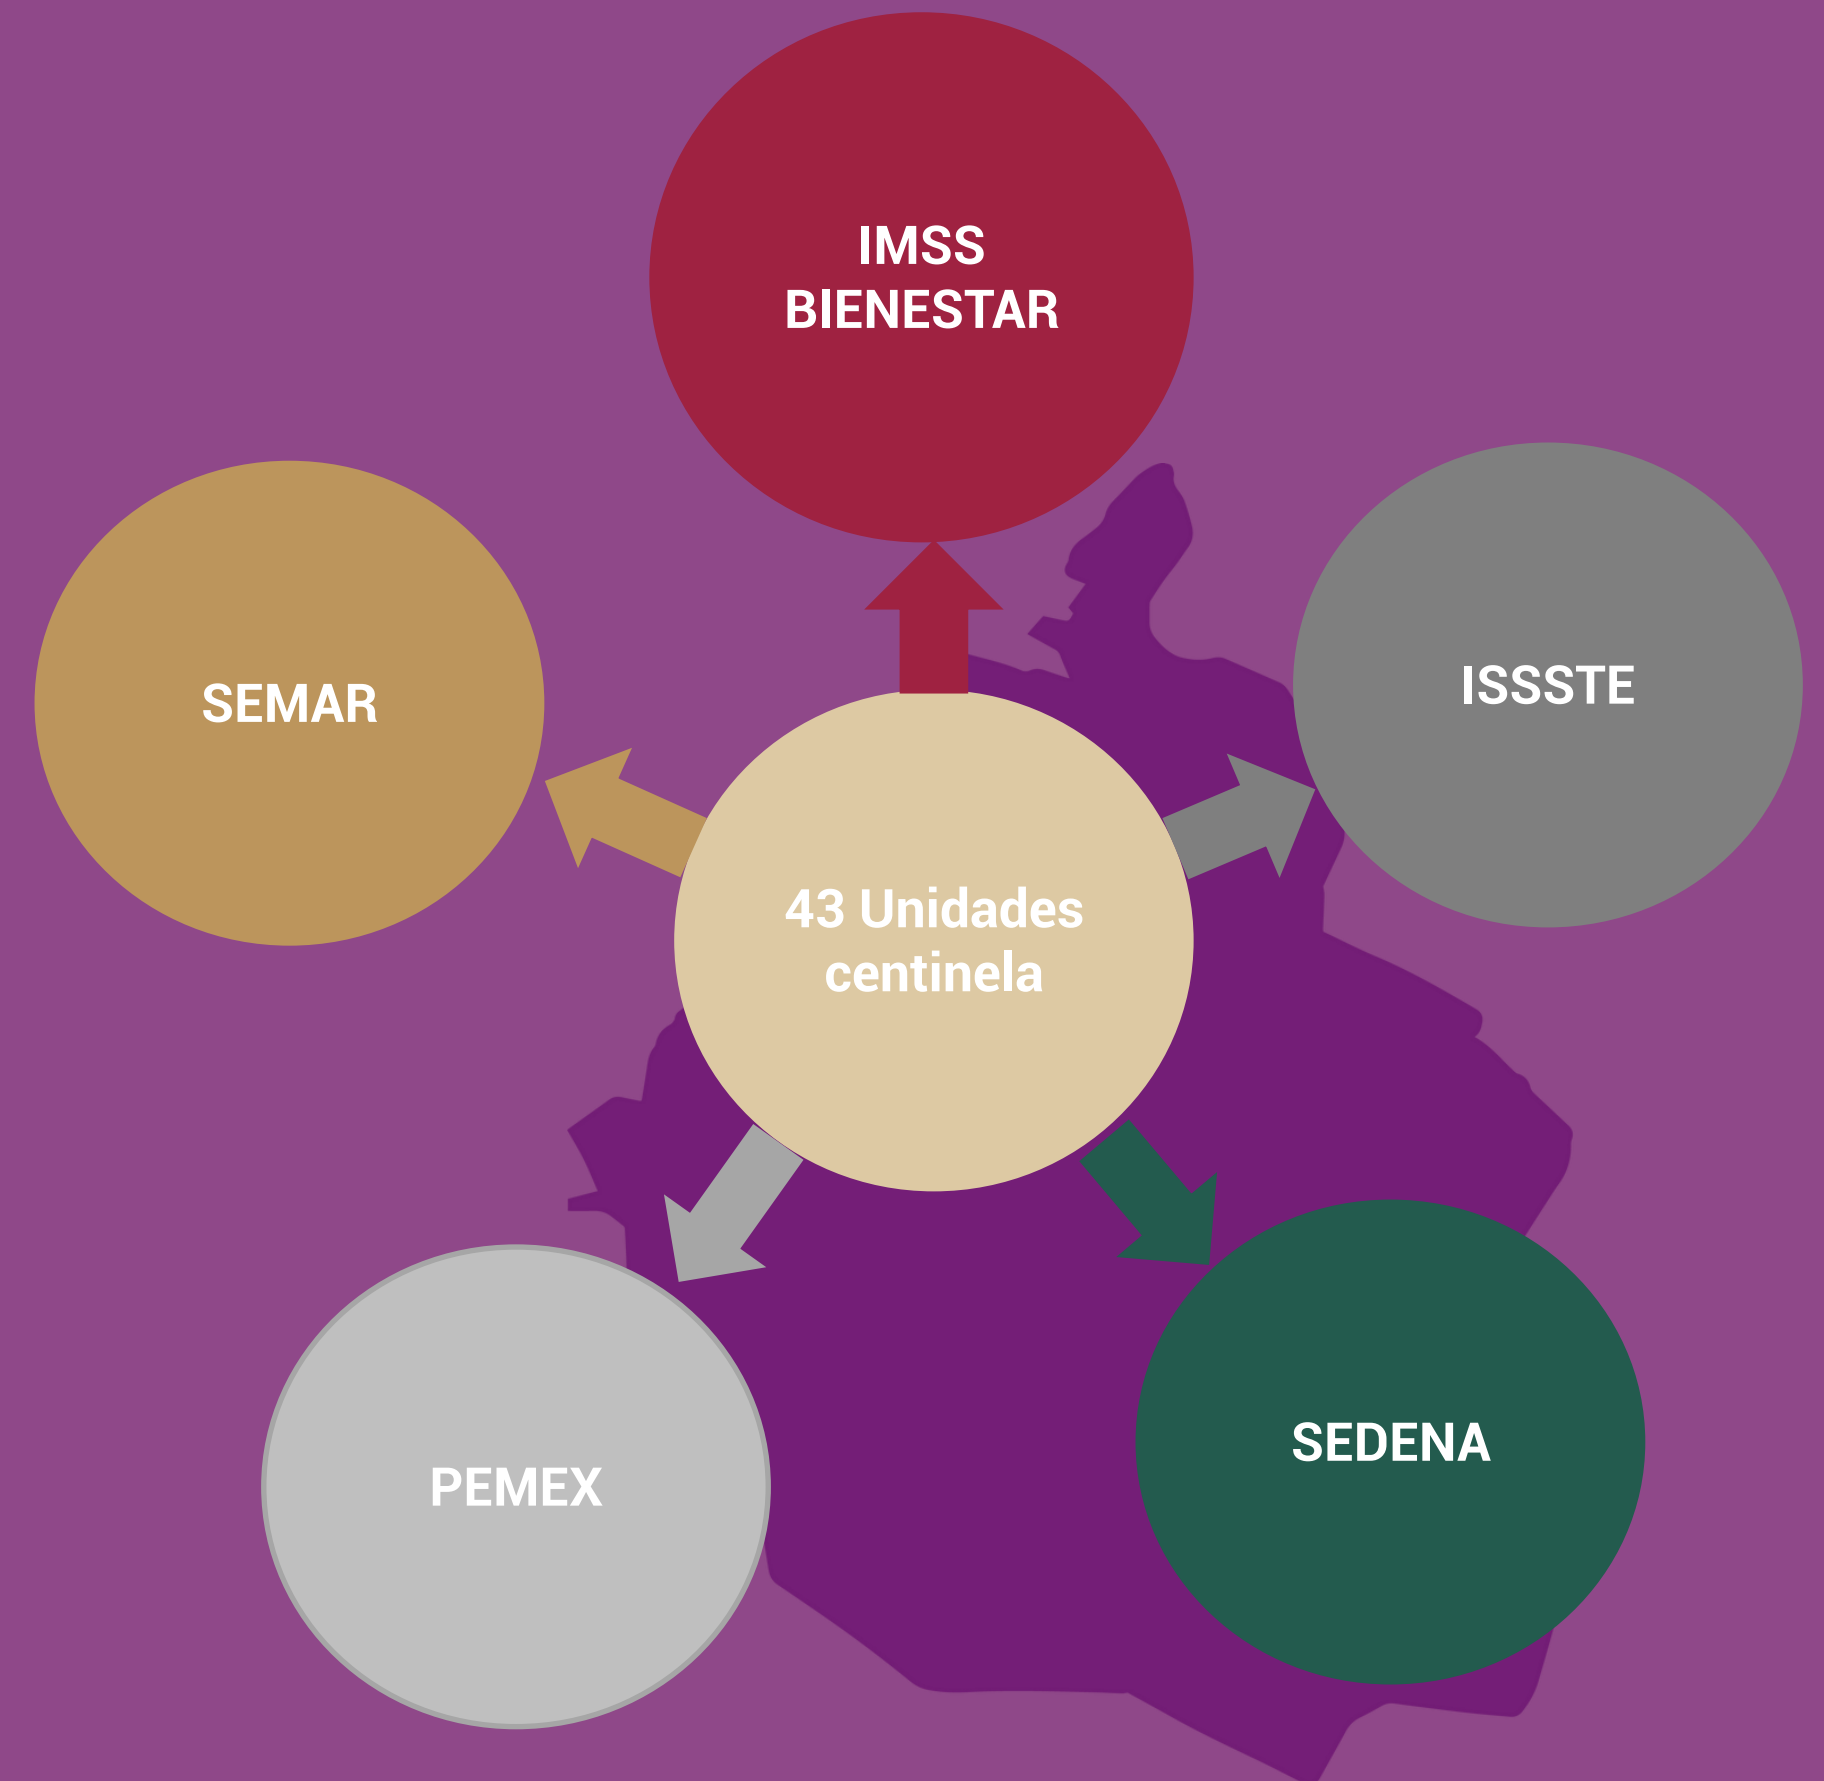 IMSS
BIENESTAR
SEMAR
ISSSTE
43 Unidades
centinela
PEMEX
SEDENA